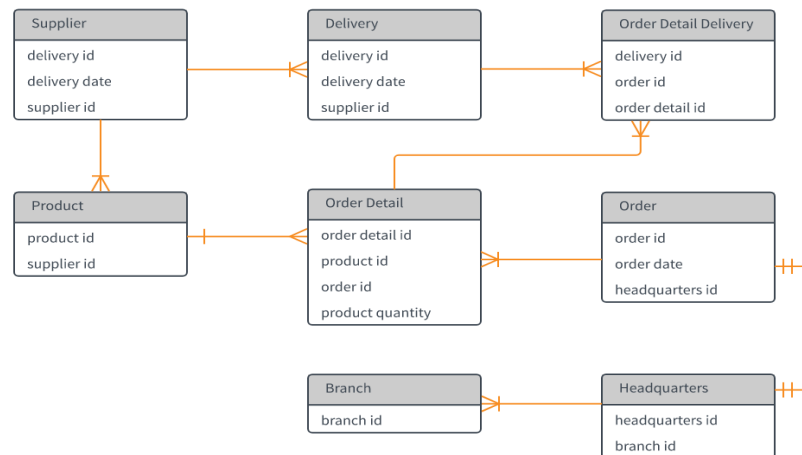 Supplier
delivery id
delivery date
supplier id
Delivery
delivery id
delivery date
supplier id
Order Detail Delivery
delivery id
order id
order detail id
Product
product id
supplier id
Order Detail
order detail id
product id
order id
product quantity
Order
order id
order date
headquarters id
Branch
branch id
Headquarters
headquarters id
branch id